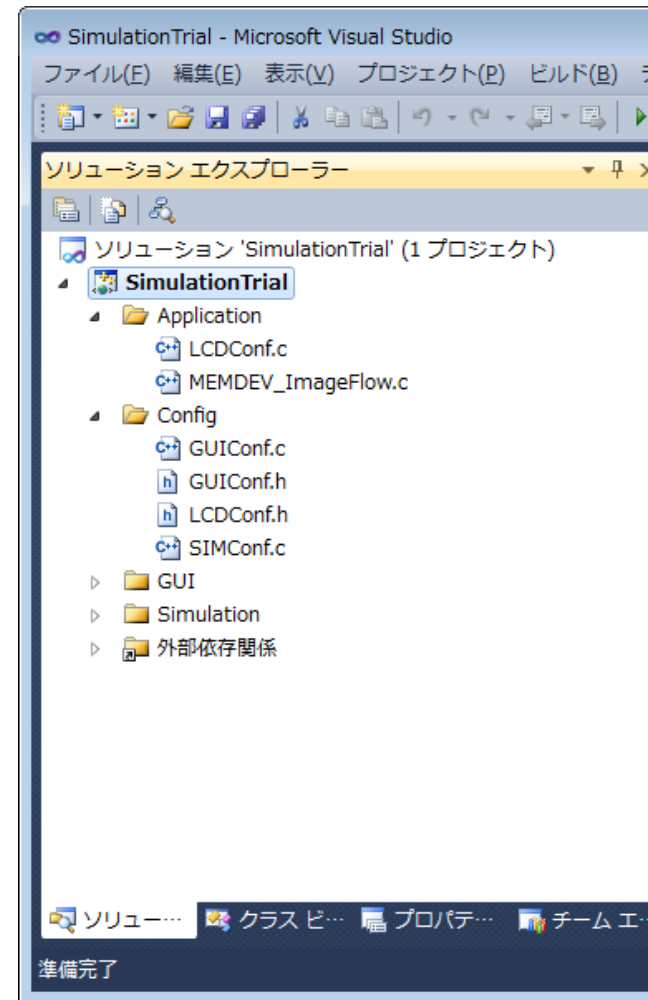 SimulationTrial - Microsoft Visual Studio
ファイル(F) 編集(E) 表示(V) プロジェクト(P) ビルド(B)
ソリューション エクスプローラー
ソリューション 'SimulationTrial' (1 プロジェクト)
SimulationTrial
Application
LCDConf.c
MEMDEV_ImageFlow.c
Config
GUIConf.c
GUIConf.h
LCDConf.h
SIMConf.c
GUI
Simulation
外部依存関係
ソリュー… クラス ビ… プロパテ… チーム エ…
準備完了